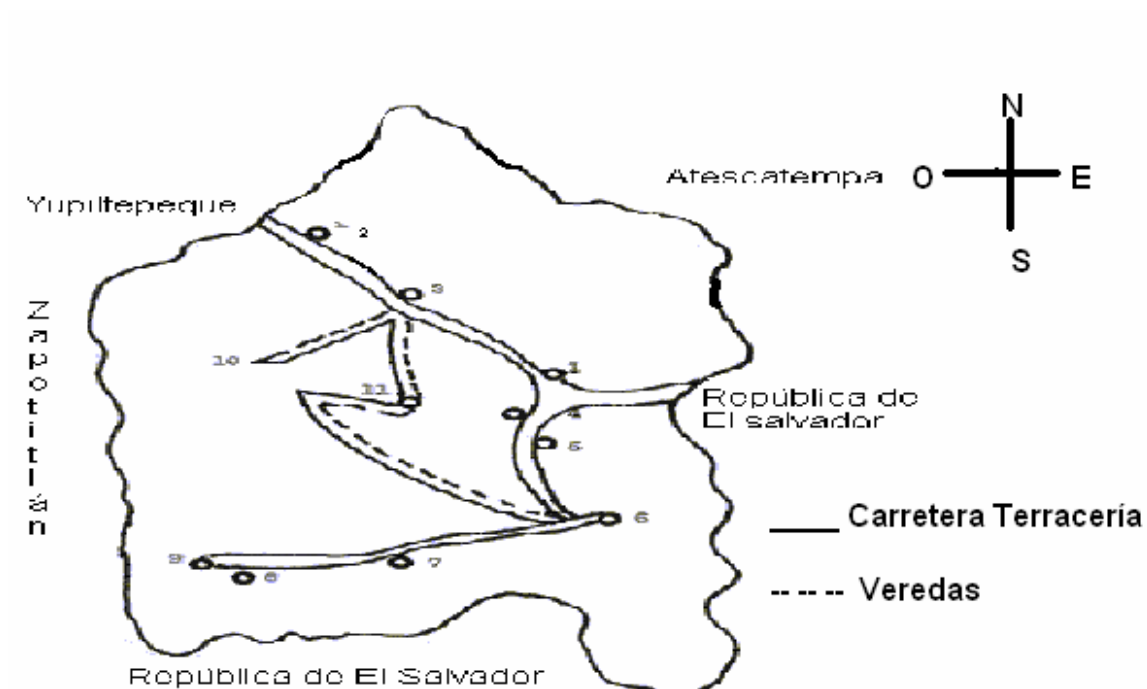 N
Atescatempa
O
E
Yupiltepeque
S
2
3
Zapotitlán
10
1
11
República de
El salvador
4
5
Carretera Terracería
6
9
7
8
Veredas
República de El Salvador